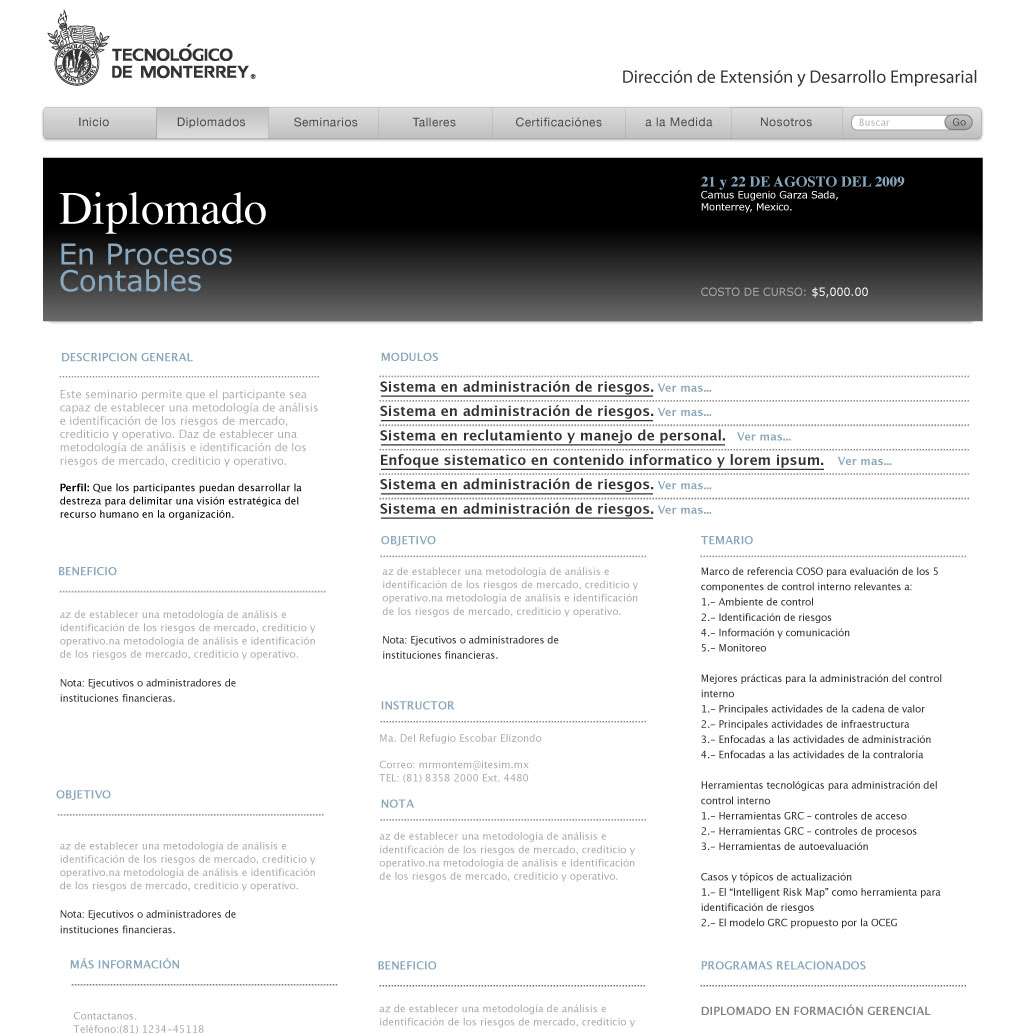 TECNOLÓGICO
DE MONTERREY®
Dirección de Extensión y Desarrollo Empresarial
Inicio
Diplomados
Seminarios
Talleres
Certificaciónes
a la Medida
Nosotros
Buscar
Go
Diplomado
En Procesos
Contables
21 y 22 DE AGOSTO DEL 2009
Camus Eugenio Garza Sada,
Monterrey, Mexico.
COSTO DE CURSO: $5,000.00
DESCRIPCION GENERAL
Este seminario permite que el participante sea
capaz de establecer una metodología de análisis
e identificación de los riesgos de mercado,
crediticio y operativo. Daz de establecer una
metodología de análisis e identificación de los
riesgos de mercado, crediticio y operativo.
Perfil: Que los participantes puedan desarrollar la
destreza para delimitar una visión estratégica del
recurso humano en la organización.
BENEFICIO
az de establecer una metodología de análisis e
identificación de los riesgos de mercado, crediticio y
operativo.na metodología de análisis e identificación
de los riesgos de mercado, crediticio y operativo.
Nota: Ejecutivos o administradores de
instituciones financieras.
OBJETIVO
az de establecer una metodología de análisis e
identificación de los riesgos de mercado, crediticio y
operativo.na metodología de análisis e identificación
de los riesgos de mercado, crediticio y operativo.
Nota: Ejecutivos o administradores de
instituciones financieras.
MÁS INFORMACIÓN
Contactanos.
Teléfono:(81) 1234-45118
MODULOS
Sistema en administración de riesgos. Ver mas...
Sistema en administración de riesgos. Ver mas...
Sistema en reclutamiento y manejo de personal. Ver mas...
Enfoque sistematico en contenido informatico y lorem ipsum. Ver mas...
Sistema en administración de riesgos. Ver mas...
Sistema en administración de riesgos. Ver mas...
OBJETIVO
az de establecer una metodología de análisis e
identificación de los riesgos de mercado, crediticio y
operativo.na metodología de análisis e identificación
de los riesgos de mercado, crediticio y operativo.
Nota: Ejecutivos o administradores de
instituciones financieras.
INSTRUCTOR
Ma. Del Refugio Escobar Elizondo
Correo: mrmontem@itesim.mx
TEL: (81) 8358 2000 Ext. 4480
NOTA
az de establecer una metodología de análisis e
identificación de los riesgos de mercado, crediticio y
operativo.na metodología de análisis e identificación
de los riesgos de mercado, crediticio y operativo.
BENEFICIO
az de establecer una metodología de análisis e
identificación de los riesgos de mercado, crediticio y
TEMARIO
Marco de referencia COSO para evaluación de los 5
componentes de control interno relevantes a:
1.- Ambiente de control
2.- Identificación de riesgos
4.- Información y comunicación
5.- Monitoreo
Mejores prácticas para la administración del control
interno
1.- Principales actividades de la cadena de valor
2.- Principales actividades de infraestructura
3.- Enfocadas a las actividades de administración
4.- Enfocadas a las actividades de la contraloría
Herramientas tecnológicas para administración del
control interno
1.- Herramientas GRC - controles de acceso
2.- Herramientas GRC - controles de procesos
3.- Herramientas de autoevaluación
Casos y tópicos de actualización
1.- El “Intelligent Risk Map” como herramienta para
identificación de riesgos
2.- El modelo GRC propuesto por la OCEG
PROGRAMAS RELACIONADOS
DIPLOMADO EN FORMACIÓN GERENCIAL